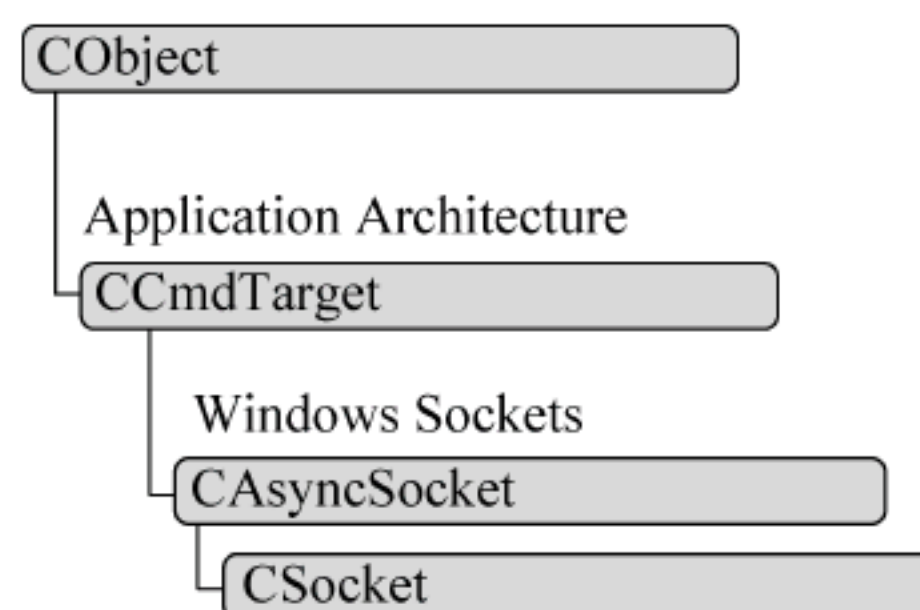 CObject
Application Architecture
CCmdTarget
Windows Sockets
CAsyncSocket
CSocket